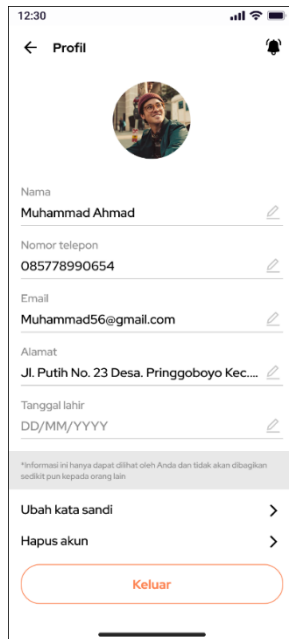 12:30
Profil
Nama
Muhammad Ahmad
Nomor telepon
085778990654
Email
Muhammad56@gmail.com
Alamat
Jl. Putih No. 23 Desa. Pringgoboyo Kec....
Tanggal lahir
DD/MM/YYYY
*informasi ini hanya dapat dilihat oleh Anda dan tidak akan dibagikan
sedikit pun kepada orang lain
Ubah kata sandi
Hapus akun
Keluar